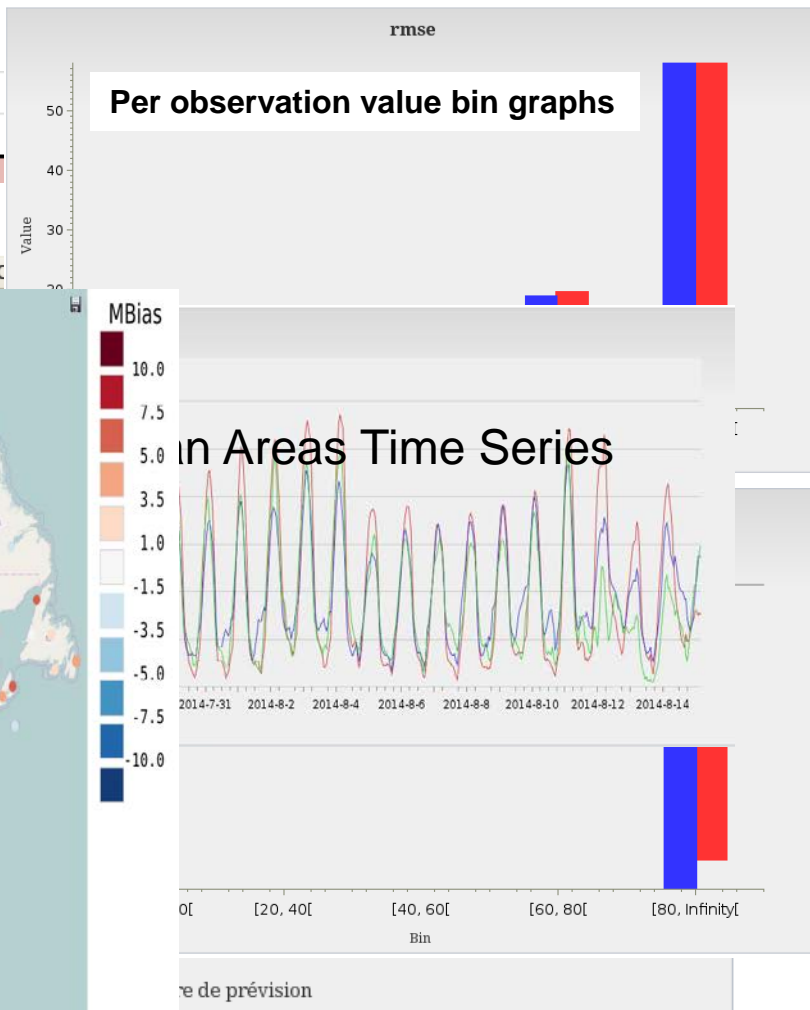 rmse
Per observation value bin graphs
50
40
30
Value
MBias
10.0
7.5
5.0
3.5
1.0
-1.5
-3.5
-5.0
-7.5
-10.0
Areas Time Series
2014-7-31 2014-8-2 2014-8-4 2014-8-6 2014-8-8 2014-8-10 2014-8-12 2014-8-14
0[ [20, 40[ [40, 60[ [60, 80[ [80, Infinity[
Bin
de prévision